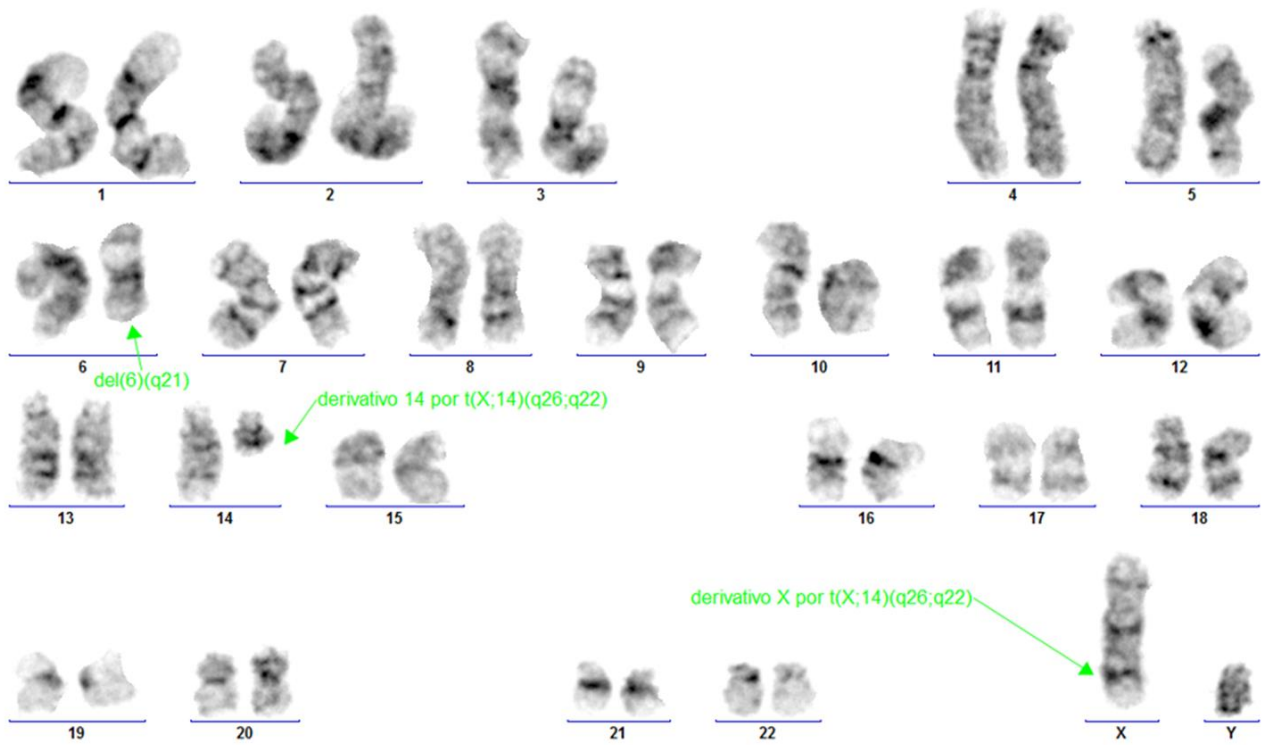 1 2 3 4 5
6 7 8 9 10 11 12
del(6)(q21)
derivativo 14 por t(X;14)(q26;q22)
13 14 15 16 17 18
derivativo X por t(X;14)(q26;q22)
19 20 21 22 X Y